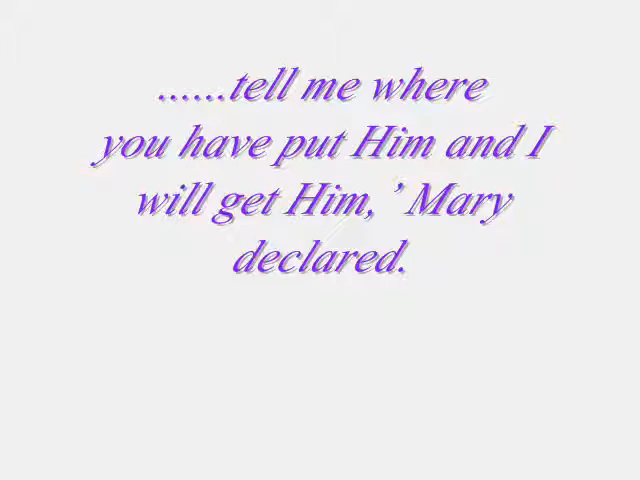 ......tell me where
you have put Him and I
will get Him,’ Mary
declared.